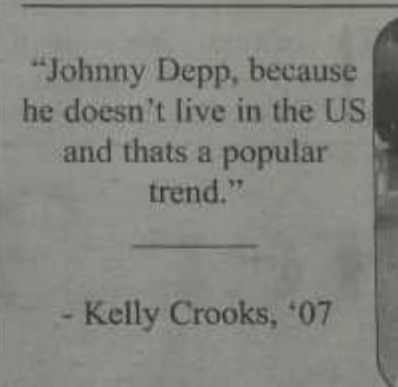 “Johnny Depp, because
he doesn’t live in the US
and thats a popular
trend.”
- Kelly Crooks, ‘07